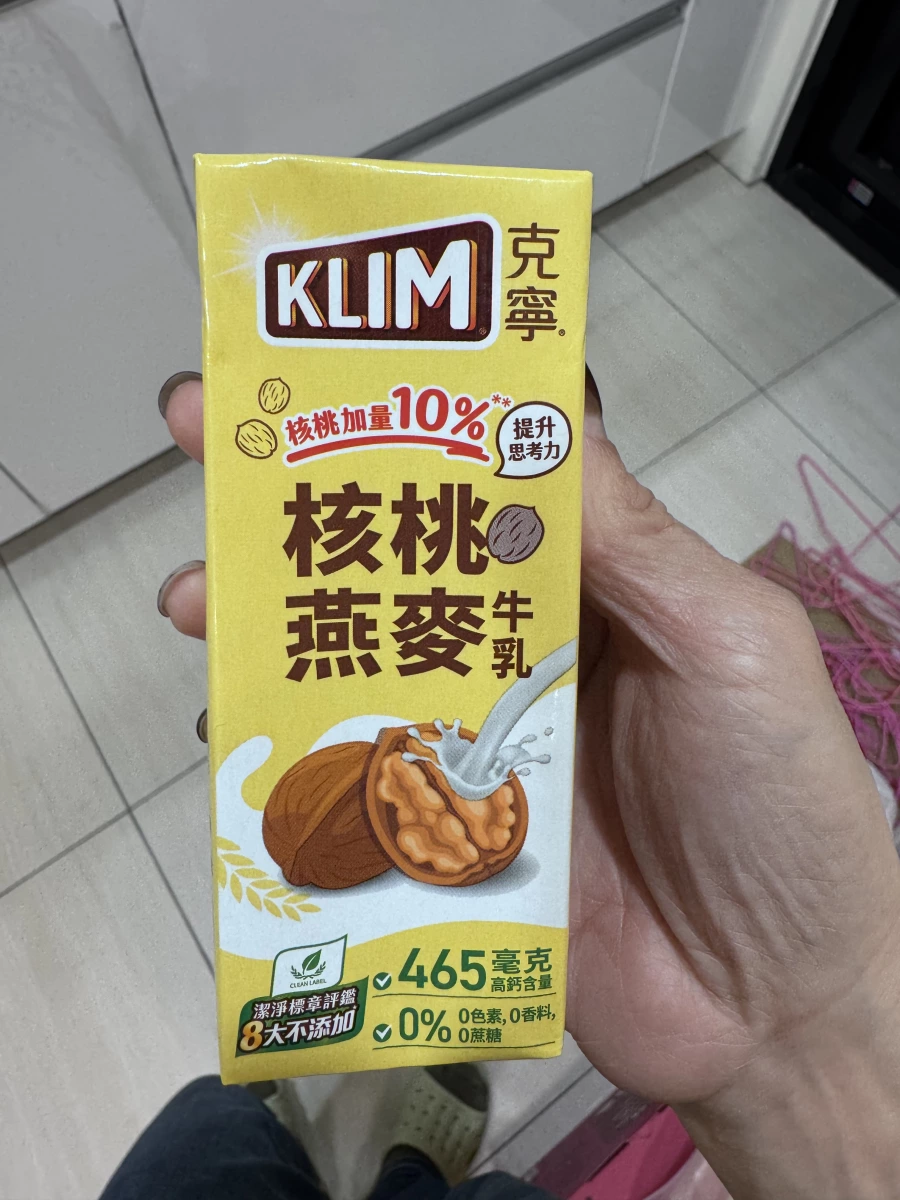 KLIM®
克
寧®
核桃加量10%**
提升
思考力
核桃
燕麥
牛
乳
CLEAN LABEL
潔淨標章評鑑
8大不添加
465毫克
高鈣含量
0%
0色素, 0香料,
0蔗糖